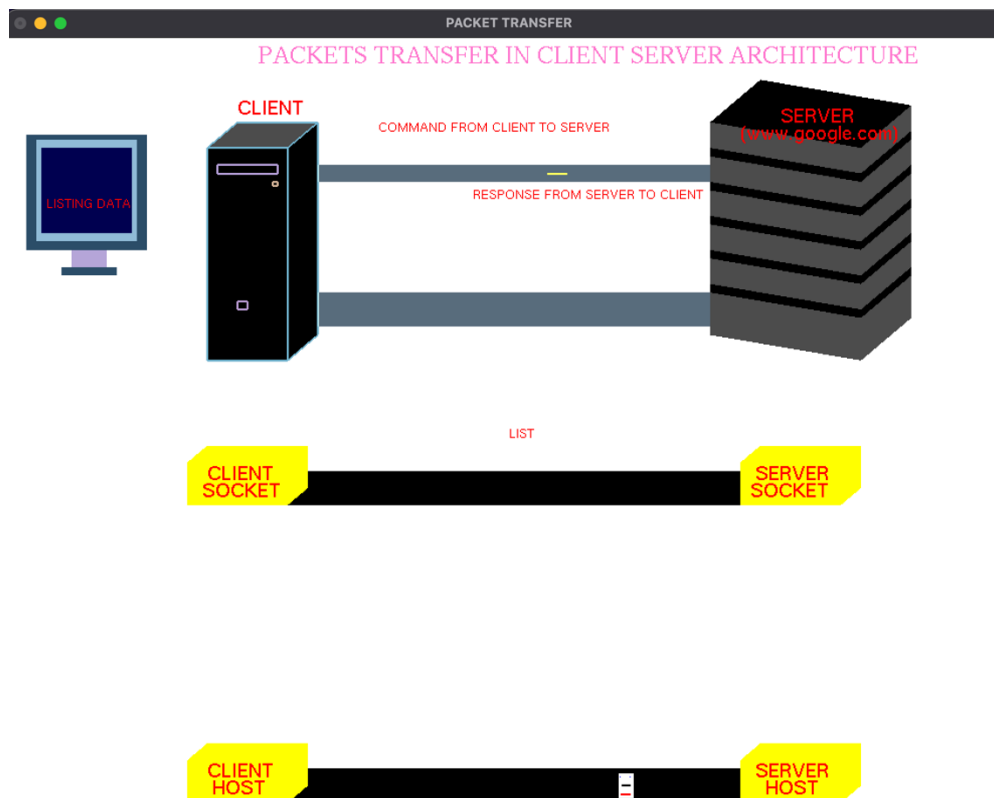 PACKET TRANSFER
PACKETS TRANSFER IN CLIENT SERVER ARCHITECTURE
CLIENT
COMMAND FROM CLIENT TO SERVER
SERVER
(www.google.com)
RESPONSE FROM SERVER TO CLIENT
LISTING DATA
LIST
CLIENT
SOCKET
SERVER
SOCKET
CLIENT
HOST
SERVER
HOST